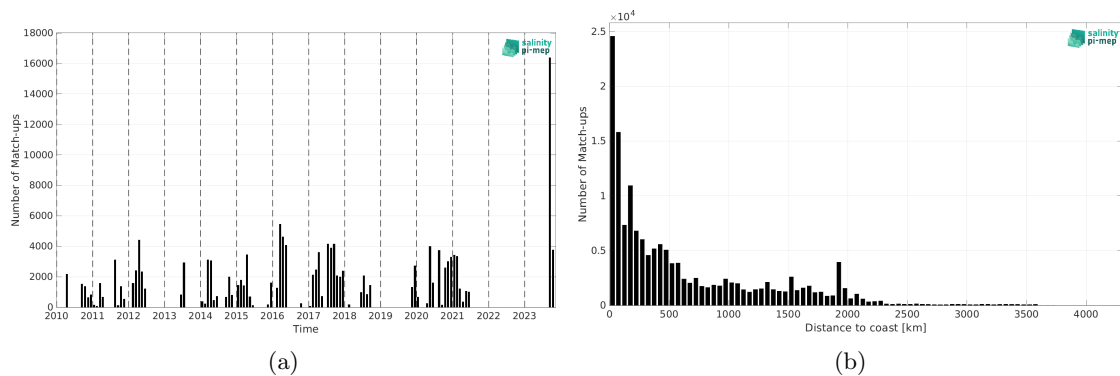 18000
16000
14000
12000
10000
8000
6000
4000
2000
0
Number of Match-ups
2010 2011 2012 2013 2014 2015 2016 2017 2018 2019 2020 2021 2022 2023
Time
salinity
pi-mep
(a)
×10⁴
2.5
2
1.5
1
0.5
0
Number of Match-ups
0 500 1000 1500 2000 2500 3000 3500 4000
Distance to coast [km]
salinity
pi-mep
(b)